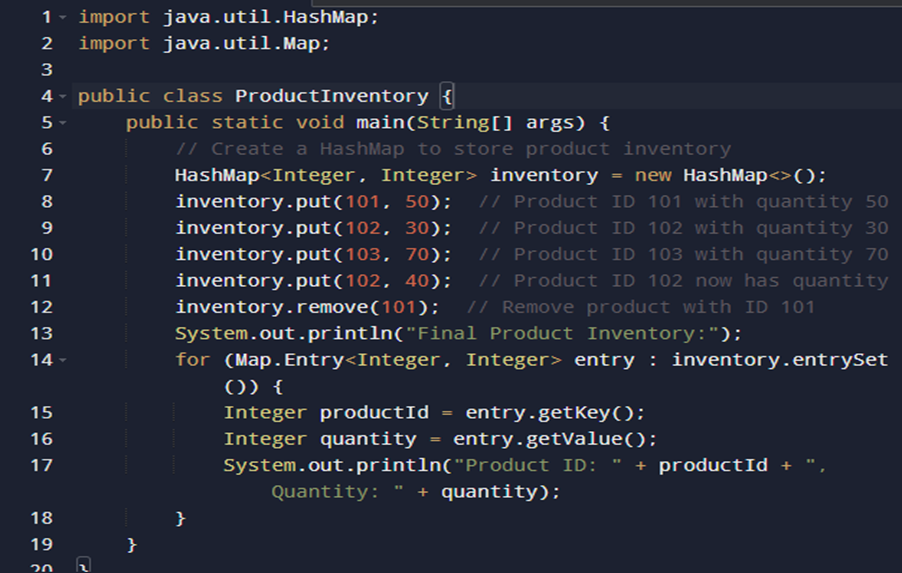 1 import java.util.HashMap;
2 import java.util.Map;
3
4 public class ProductInventory {
5     public static void main(String[] args) {
6         // Create a HashMap to store product inventory
7         HashMap<Integer, Integer> inventory = new HashMap<>();
8         inventory.put(101, 50);  // Product ID 101 with quantity 50
9         inventory.put(102, 30);  // Product ID 102 with quantity 30
10         inventory.put(103, 70);  // Product ID 103 with quantity 70
11         inventory.put(102, 40);  // Product ID 102 now has quantity
12         inventory.remove(101);  // Remove product with ID 101
13         System.out.println("Final Product Inventory:");
14         for (Map.Entry<Integer, Integer> entry : inventory.entrySet
            ()) {
15             Integer productId = entry.getKey();
16             Integer quantity = entry.getValue();
17             System.out.println("Product ID: " + productId + ",
                Quantity: " + quantity);
18         }
19     }
20 }